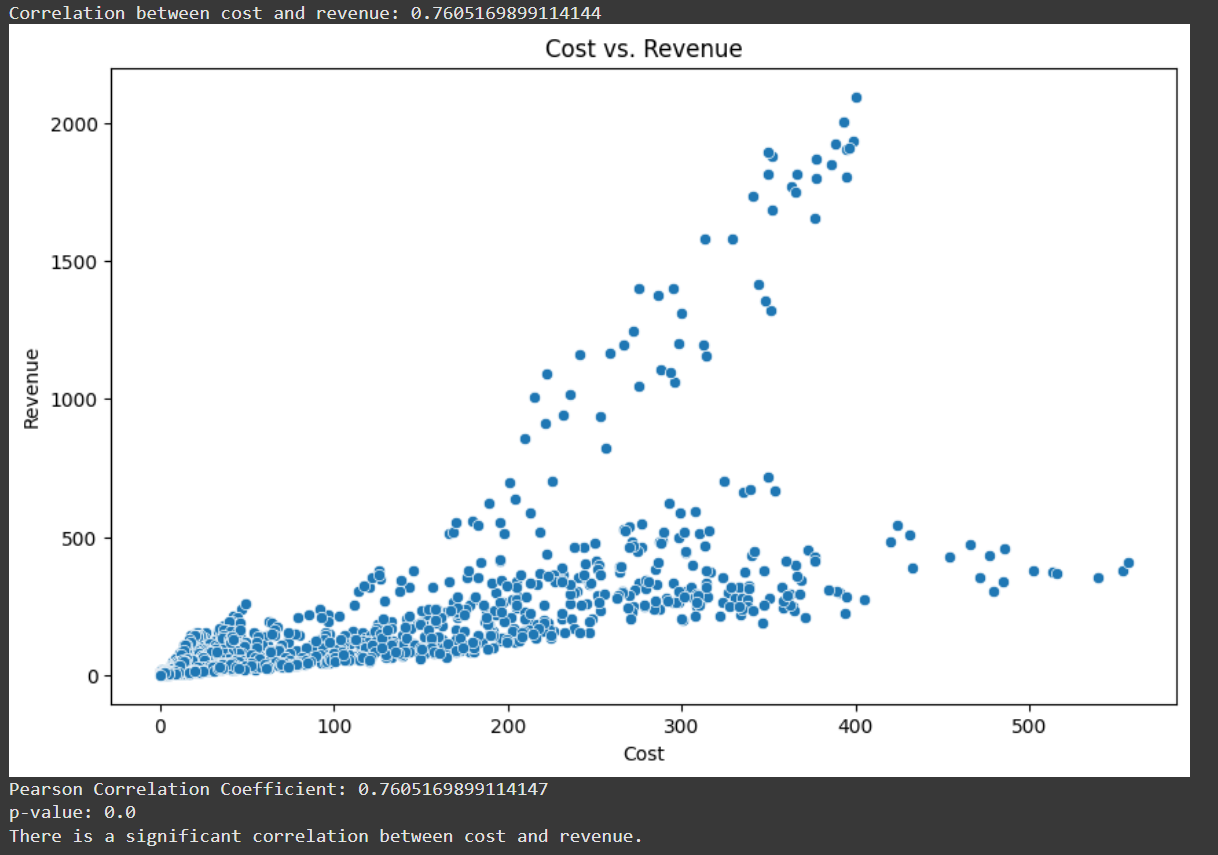 Correlation between cost and revenue: 0.7605169899114144
Cost vs. Revenue
2000
1500
1000
500
0
Revenue
0 100 200 300 400 500
Cost
Pearson Correlation Coefficient: 0.7605169899114147
p-value: 0.0
There is a significant correlation between cost and revenue.